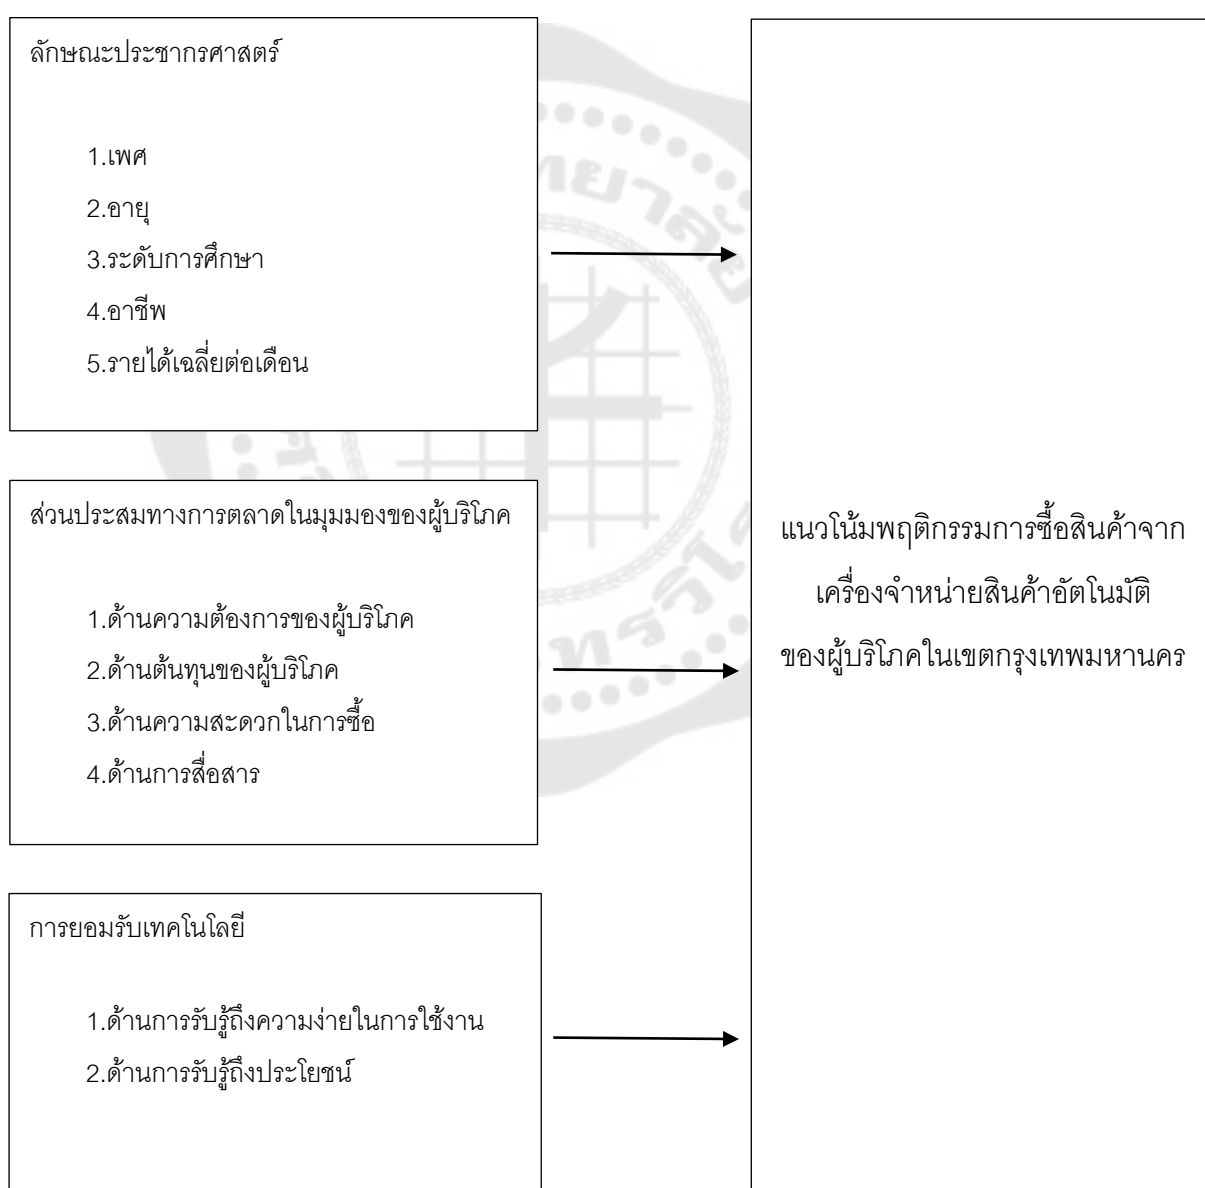 ลักษณะประชากรศาสตร์
1.เพศ
2.อายุ
3.ระดับการศึกษา
4.อาชีพ
5.รายได้เฉลี่ยต่อเดือน
ส่วนประสมทางการตลาดในมุมมองของผู้บริโภค
1.ด้านความต้องการของผู้บริโภค
2.ด้านต้นทุนของผู้บริโภค
3.ด้านความสะดวกในการซื้อ
4.ด้านการสื่อสาร
การยอมรับเทคโนโลยี
1.ด้านการรับรู้ถึงความง่ายในการใช้งาน
2.ด้านการรับรู้ถึงประโยชน์
แนวโน้มพฤติกรรมการซื้อสินค้าจาก
เครื่องจำหน่ายสินค้าอัตโนมัติ
ของผู้บริโภคในเขตกรุงเทพมหานคร